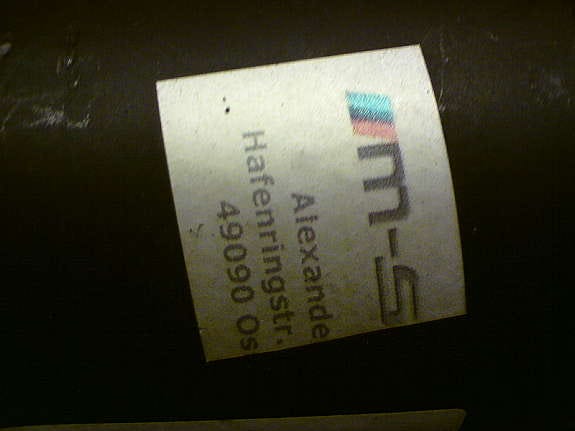 m-s
Alexande
Hafenringstr.
49090 Os